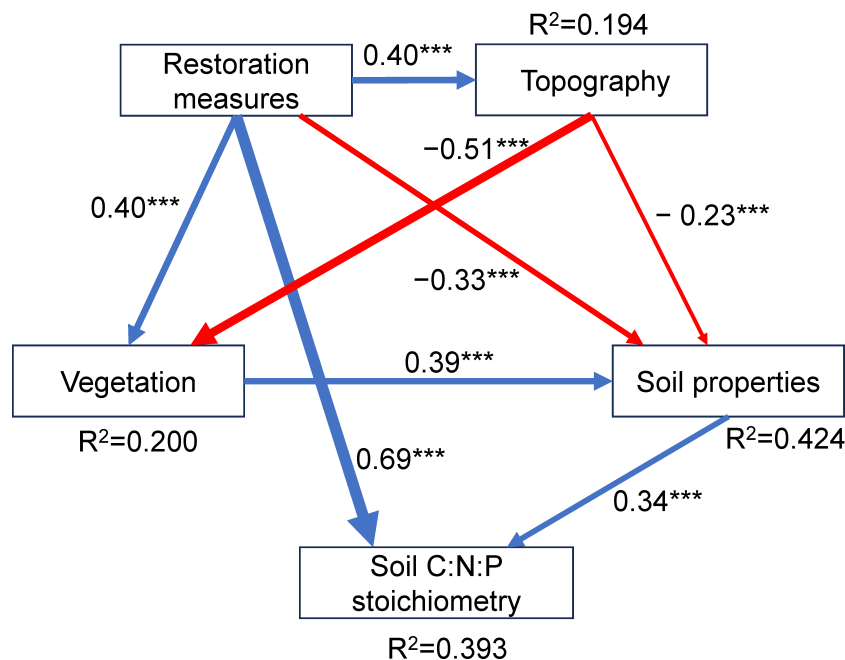 R²=0.194
0.40***
Restoration
measures
Topography
−0.51***
0.40***
− 0.23***
−0.33***
0.39***
Vegetation
Soil properties
R²=0.200
R²=0.424
0.69***
0.34***
Soil C:N:P
stoichiometry
R²=0.393